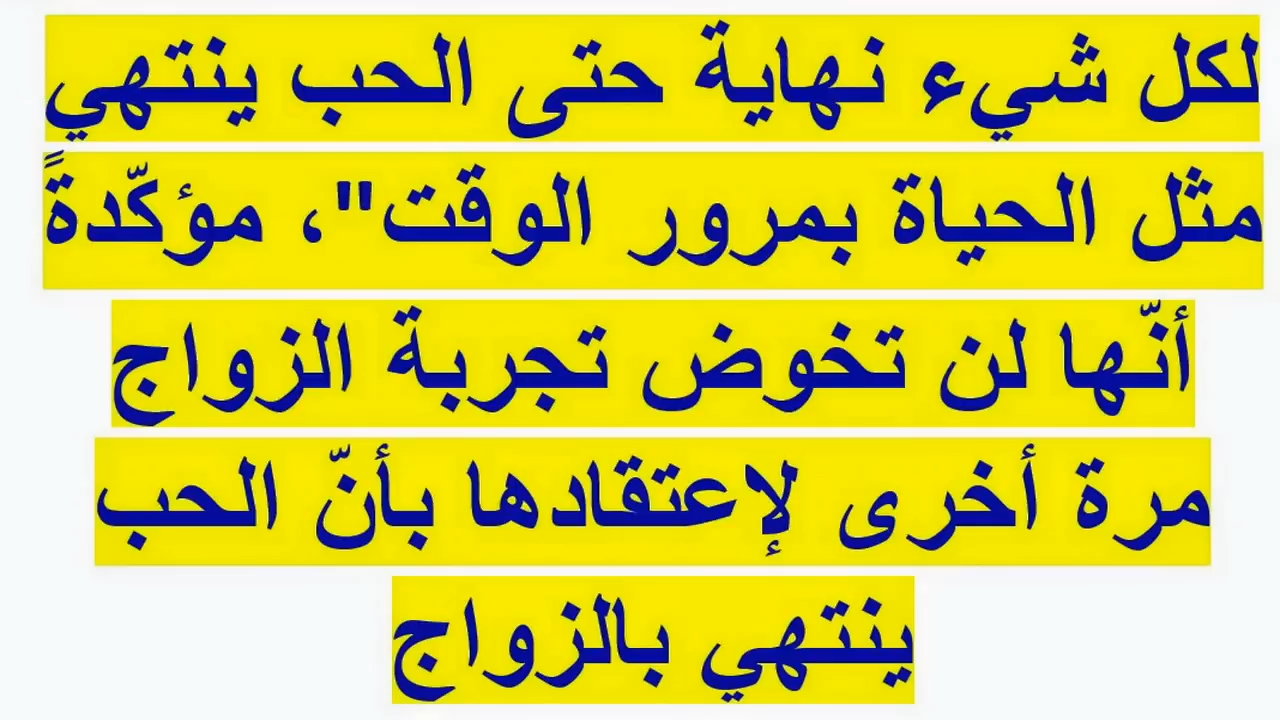 لكل شيء نهاية حتى الحب ينتهي
مثل الحياة بمرور الوقت"، مؤكّدةً
أنّها لن تخوض تجربة الزواج
مرة أخرى لإعتقادها بأنّ الحب
ينتهي بالزواج